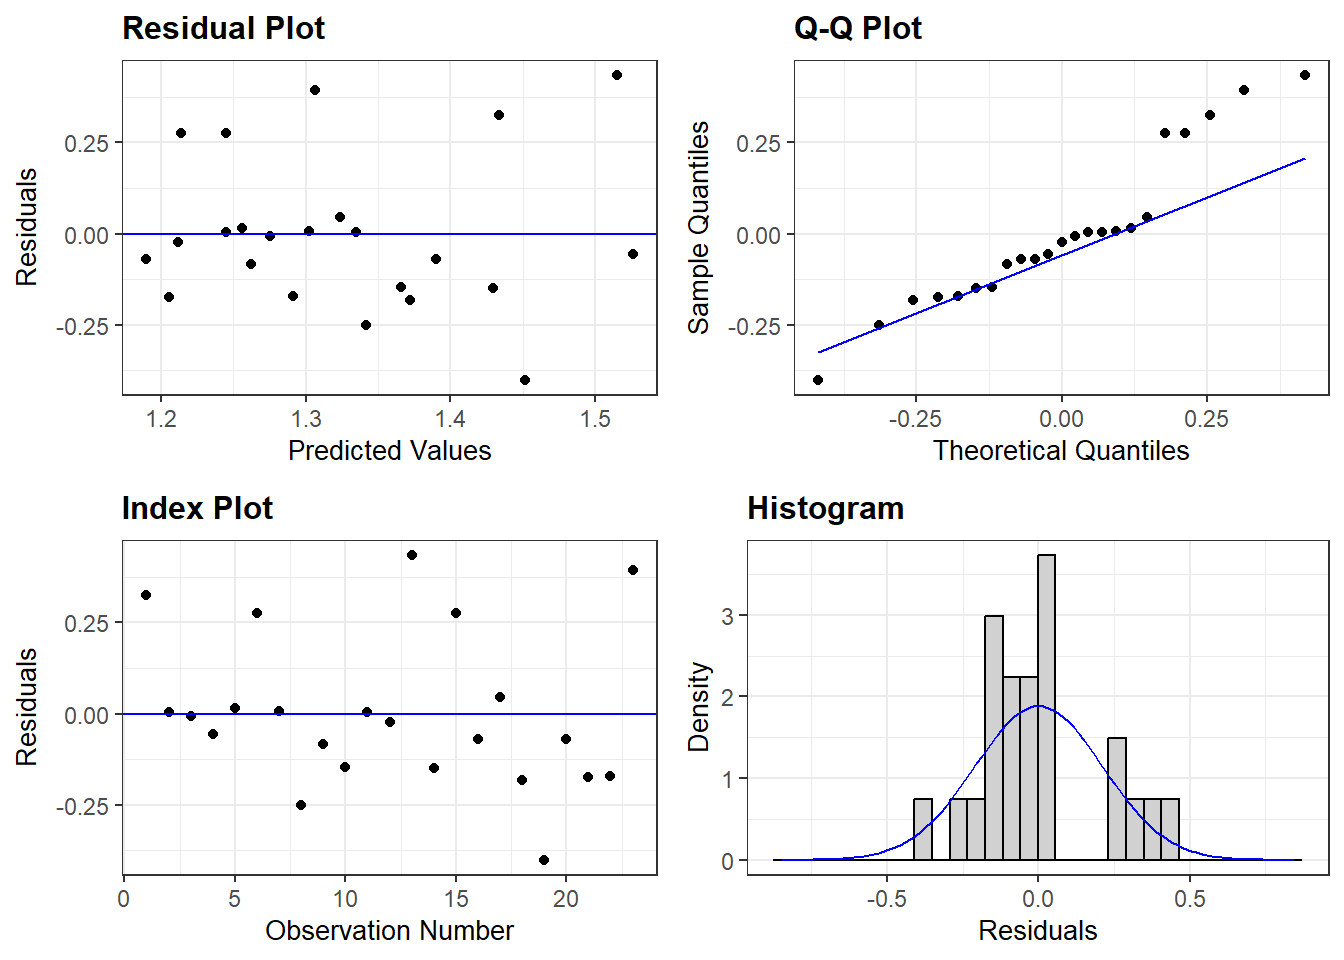 Residual Plot
Residuals
0.25
0.00
-0.25
1.2 1.3 1.4 1.5
Predicted Values
Q-Q Plot
Sample Quantiles
0.25
0.00
-0.25
-0.25 0.00 0.25
Theoretical Quantiles
Index Plot
Residuals
0.25
0.00
-0.25
0 5 10 15 20
Observation Number
Histogram
Density
3
2
1
0
-0.5 0.0 0.5
Residuals